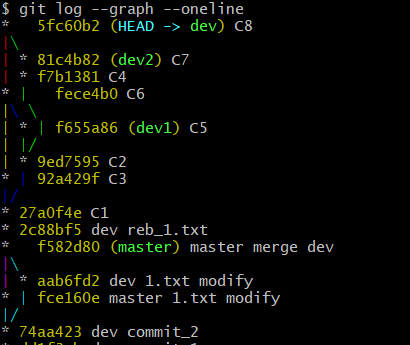 $ git log --graph --oneline
*   5fc60b2 (HEAD -> dev) C8
|\
| * 81c4b82 (dev2) C7
| * f7b1381 C4
* |   fece4b0 C6
|\ \
| * | f655a86 (dev1) C5
| |/
| * 9ed7595 C2
* | 92a429f C3
|/
* 27a0f4e C1
* 2c88bf5 dev reb_1.txt
*   f582d80 (master) master merge dev
|\
| * aab6fd2 dev 1.txt modify
* | fce160e master 1.txt modify
|/
* 74aa423 dev commit_2